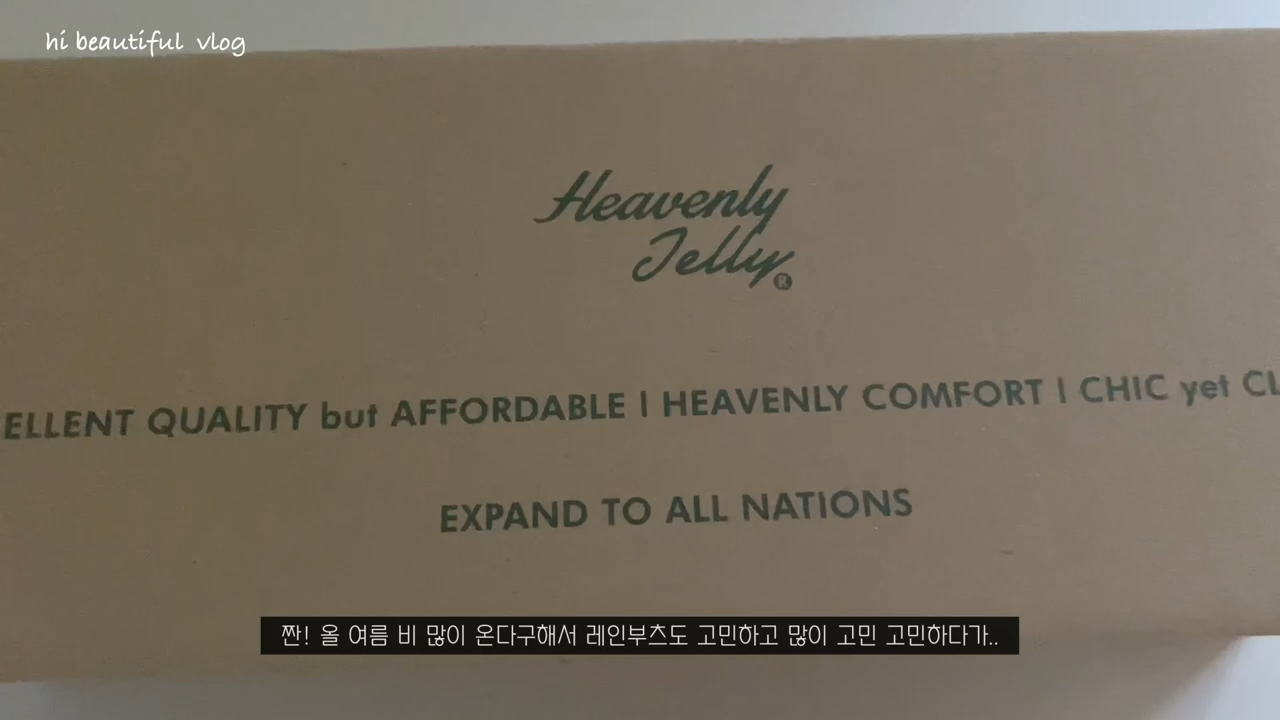 hi beautiful vlog
Heavenly
Jelly®
ELLENT QUALITY but AFFORDABLE | HEAVENLY COMFORT | CHIC yet CL
EXPAND TO ALL NATIONS
짠! 올 여름 비 많이 온다구해서 레인부츠도 고민하고 많이 고민 고민하다가..